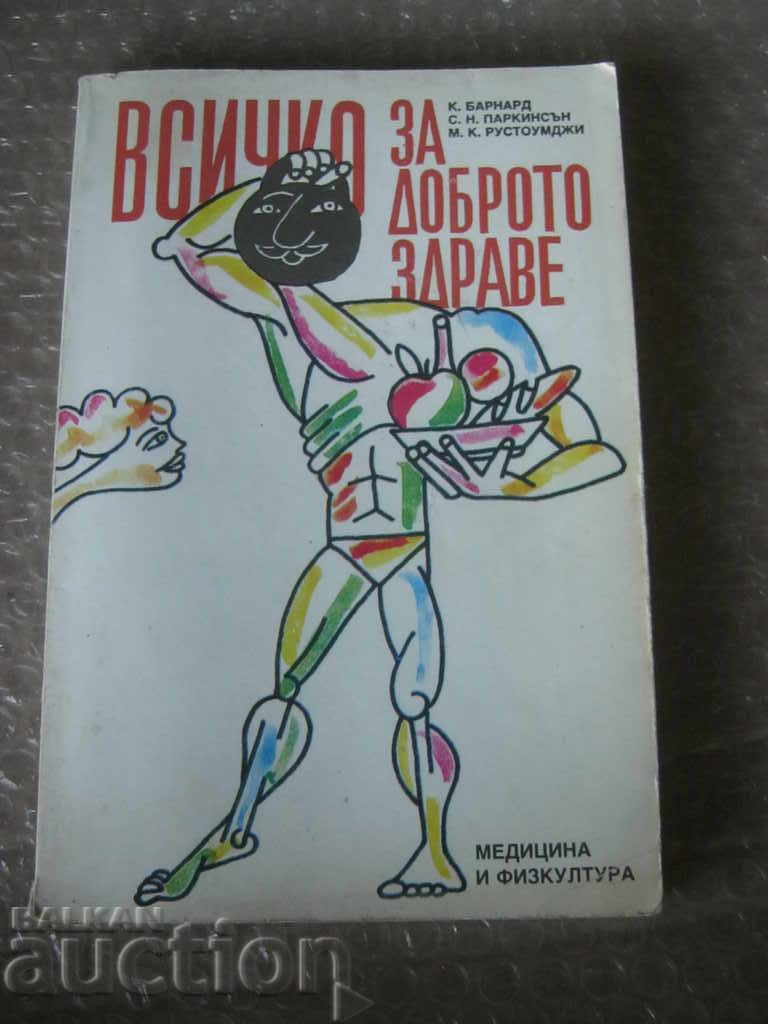 К. БАРНАРД
С. Н. ПАРКИНСЪН
М. К. РУСТОУМДЖИ
ВСИЧКО ЗА
ДОБРОТО
ЗДРАВЕ
МЕДИЦИНА
И ФИЗКУЛТУРА
BALKAN
auction